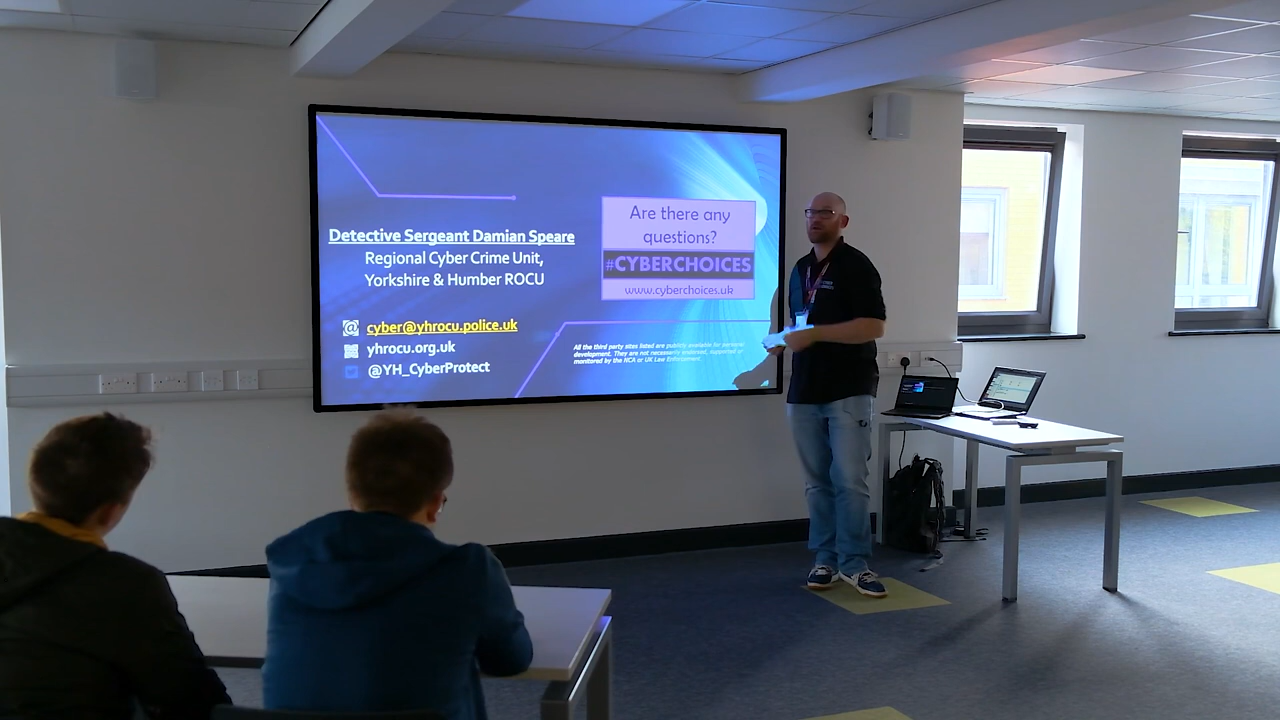 Detective Sergeant Damian Speare
Regional Cyber Crime Unit,
Yorkshire & Humber ROCU
@ cyber@yhrocu.police.uk
yhrocu.org.uk
@YH_CyberProtect
Are there any
questions?
#CYBERCHOICES
www.cyberchoices.uk
All the third party sites listed are publicly available for personal
development. They are not necessarily endorsed, supported or
monitored by the NCA or UK Law Enforcement.